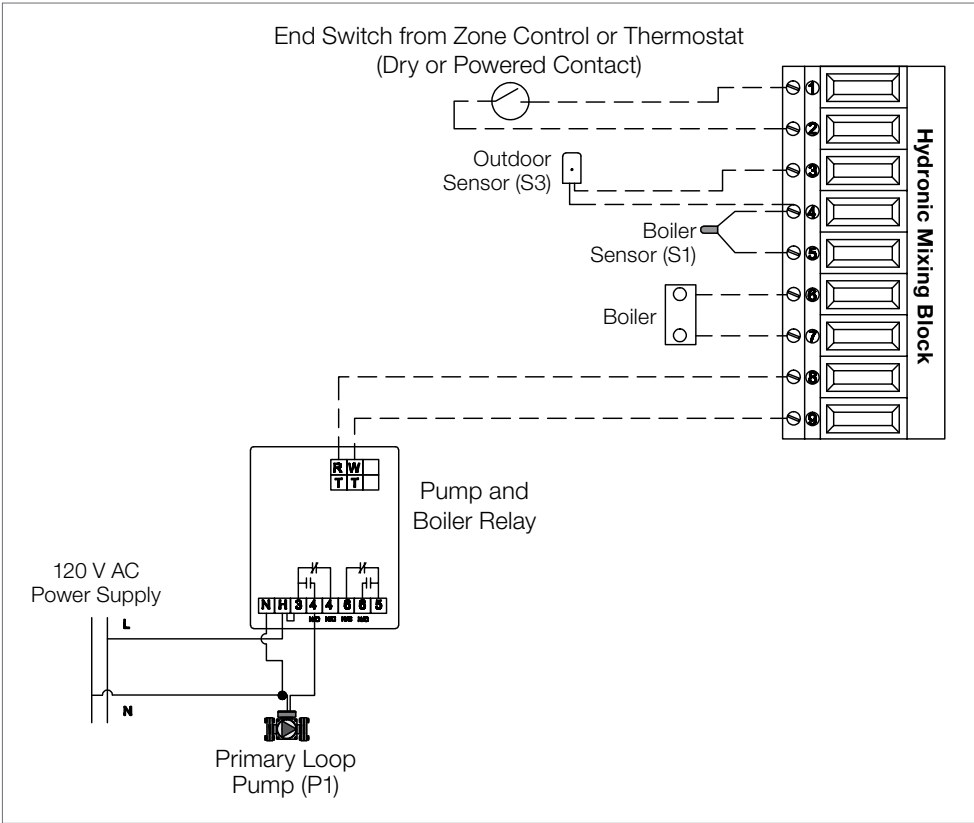 End Switch from Zone Control or Thermostat
(Dry or Powered Contact)
1
2
3
4
5
6
7
8
9
Hydronic Mixing Block
Outdoor
Sensor (S3)
Boiler
Sensor (S1)
Boiler
R W
T T
Pump and
Boiler Relay
120 V AC
Power Supply
L
N
N H 3 4 4 6 6 5
Primary Loop
Pump (P1)